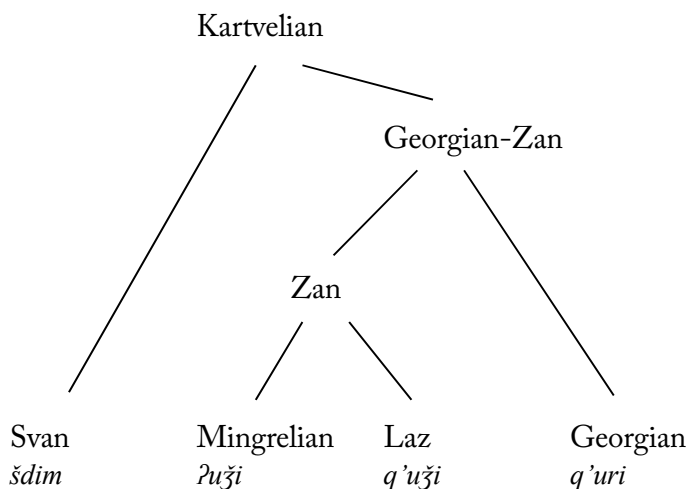 Kartvelian
Georgian-Zan
Zan
Svan Mingrelian Laz Georgian
šdim ʔuǯi q’uǯi q’uri